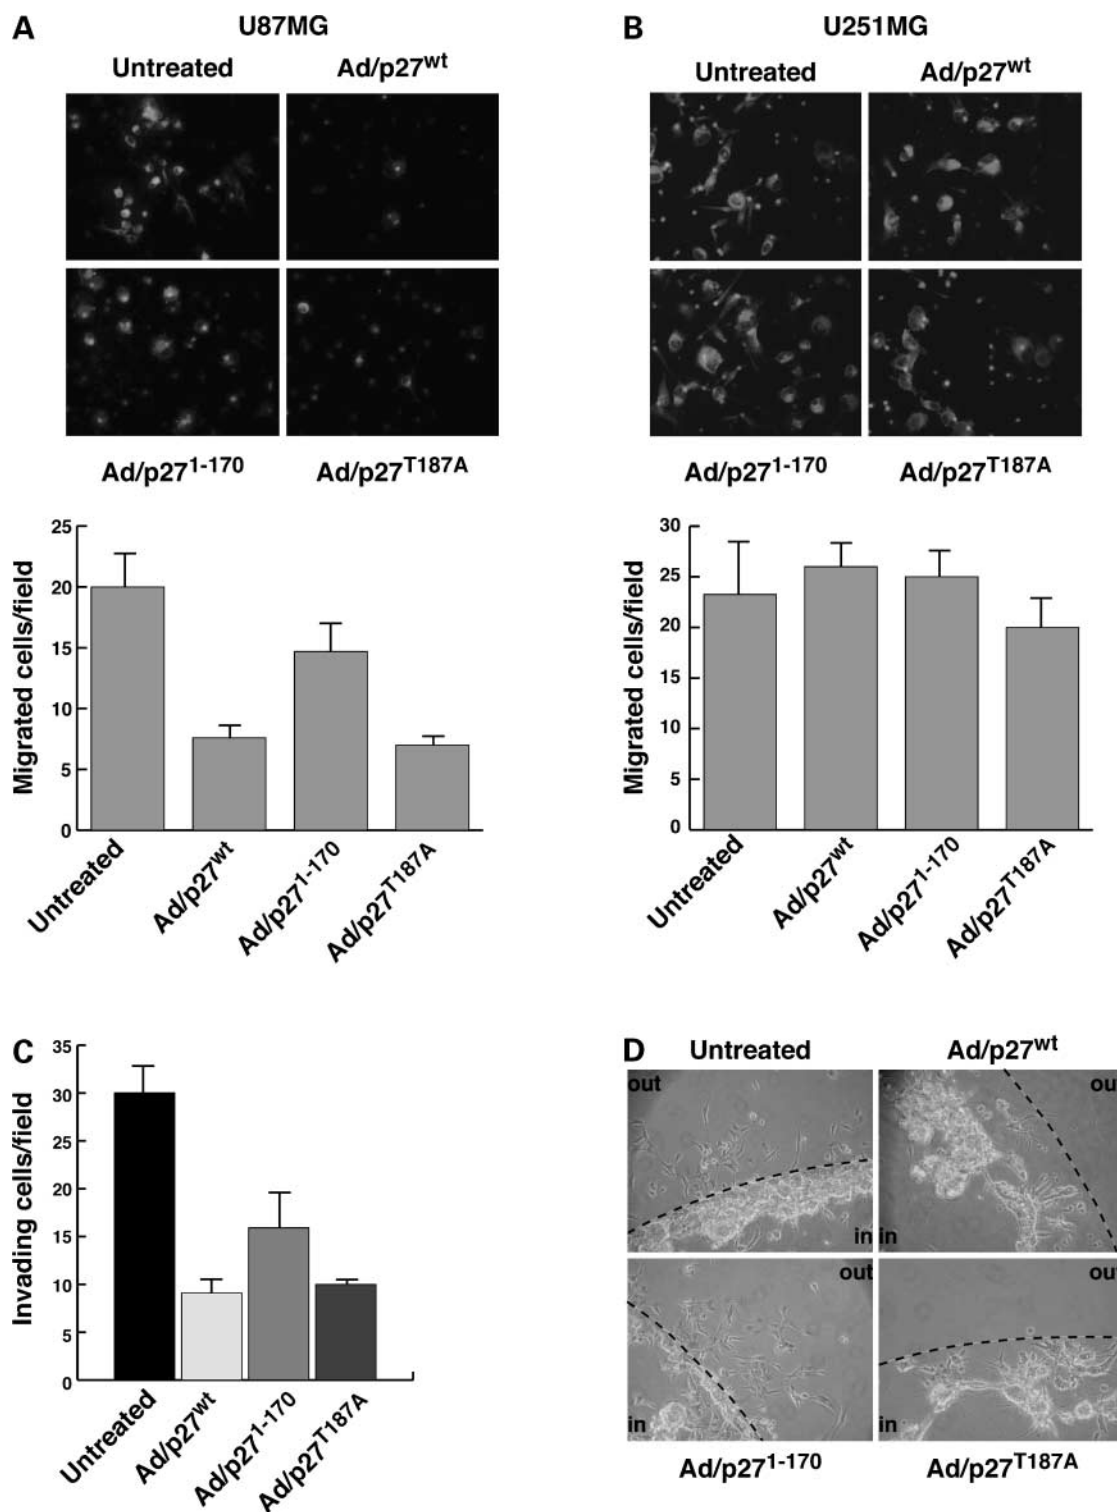 A U87MG
Untreated Ad/p27wt
Ad/p271-170 Ad/p27T187A
Migrated cells/field
25
20
15
10
5
0
Untreated
Ad/p27wt
Ad/p271-170
Ad/p27T187A
B U251MG
Untreated Ad/p27wt
Ad/p271-170 Ad/p27T187A
Migrated cells/field
30
25
20
15
10
5
0
Untreated
Ad/p27wt
Ad/p271-170
Ad/p27T187A
C
Invading cells/field
35
30
25
20
15
10
5
0
Untreated
Ad/p27wt
Ad/p271-170
Ad/p27T187A
D Untreated Ad/p27wt
out ou
in in
out out
in in
Ad/p271-170 Ad/p27T187A